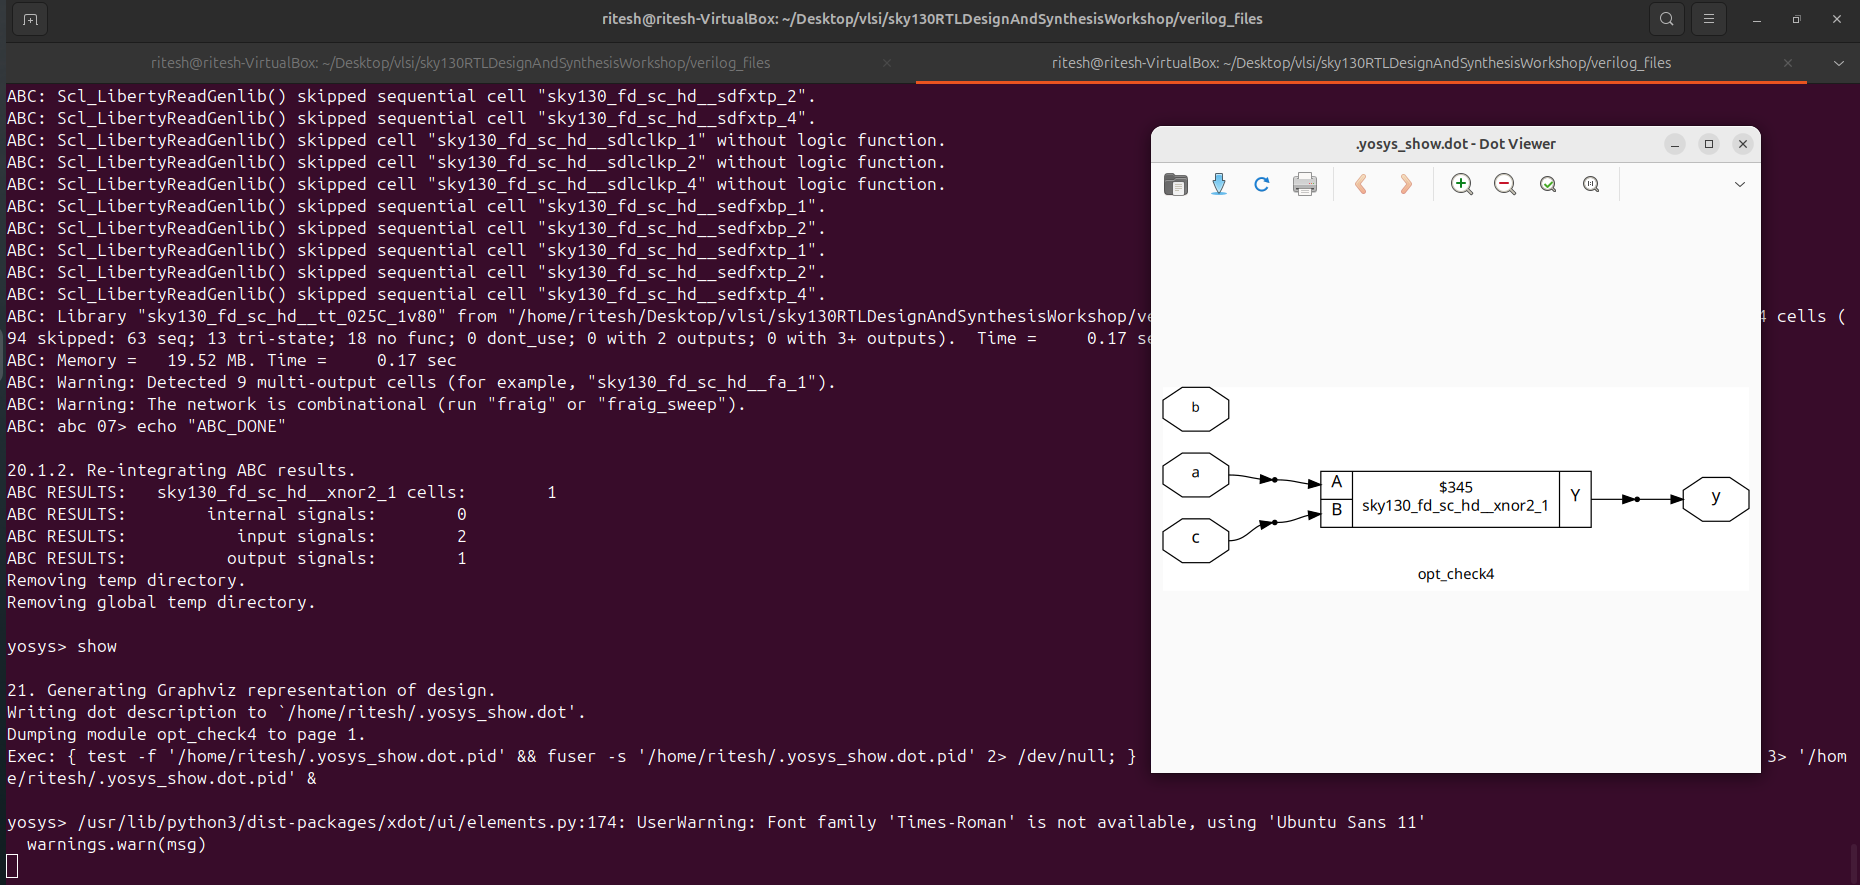 ritesh@ritesh-VirtualBox: ~/Desktop/vlsi/sky130RTLDesignAndSynthesisWorkshop/verilog_files
ritesh@ritesh-VirtualBox: ~/Desktop/vlsi/sky130RTLDesignAndSynthesisWorkshop/verilog_files
ritesh@ritesh-VirtualBox: ~/Desktop/vlsi/sky130RTLDesignAndSynthesisWorkshop/verilog_files
ABC: Scl_LibertyReadGenlib() skipped sequential cell "sky130_fd_sc_hd__sdfxtp_2".
ABC: Scl_LibertyReadGenlib() skipped sequential cell "sky130_fd_sc_hd__sdfxtp_4".
ABC: Scl_LibertyReadGenlib() skipped cell "sky130_fd_sc_hd__sdlclkp_1" without logic function.
ABC: Scl_LibertyReadGenlib() skipped cell "sky130_fd_sc_hd__sdlclkp_2" without logic function.
ABC: Scl_LibertyReadGenlib() skipped cell "sky130_fd_sc_hd__sdlclkp_4" without logic function.
ABC: Scl_LibertyReadGenlib() skipped sequential cell "sky130_fd_sc_hd__sedfxbp_1".
ABC: Scl_LibertyReadGenlib() skipped sequential cell "sky130_fd_sc_hd__sedfxbp_2".
ABC: Scl_LibertyReadGenlib() skipped sequential cell "sky130_fd_sc_hd__sedfxtp_1".
ABC: Scl_LibertyReadGenlib() skipped sequential cell "sky130_fd_sc_hd__sedfxtp_2".
ABC: Scl_LibertyReadGenlib() skipped sequential cell "sky130_fd_sc_hd__sedfxtp_4".
ABC: Library "sky130_fd_sc_hd__tt_025C_1v80" from "/home/ritesh/Desktop/vlsi/sky130RTLDesignAndSynthesisWorkshop/ve cells (
94 skipped: 63 seq; 13 tri-state; 18 no func; 0 dont_use; 0 with 2 outputs; 0 with 3+ outputs).  Time =     0.17 se
ABC: Memory =   19.52 MB. Time =      0.17 sec
ABC: Warning: Detected 9 multi-output cells (for example, "sky130_fd_sc_hd__fa_1").
ABC: Warning: The network is combinational (run "fraig" or "fraig_sweep").
ABC: abc 07> echo "ABC_DONE"
20.1.2. Re-integrating ABC results.
ABC RESULTS:   sky130_fd_sc_hd__xnor2_1 cells:        1
ABC RESULTS:        internal signals:        0
ABC RESULTS:           input signals:        2
ABC RESULTS:          output signals:        1
Removing temp directory.
Removing global temp directory.
yosys> show
21. Generating Graphviz representation of design.
Writing dot description to `/home/ritesh/.yosys_show.dot'.
Dumping module opt_check4 to page 1.
Exec: { test -f '/home/ritesh/.yosys_show.dot.pid' && fuser -s '/home/ritesh/.yosys_show.dot.pid' 2> /dev/null; } 3> '/hom
e/ritesh/.yosys_show.dot.pid' &
yosys> /usr/lib/python3/dist-packages/xdot/ui/elements.py:174: UserWarning: Font family 'Times-Roman' is not available, using 'Ubuntu Sans 11'
  warnings.warn(msg)
.yosys_show.dot - Dot Viewer
b
a
c
A
B
$345
sky130_fd_sc_hd__xnor2_1
Y
y
opt_check4